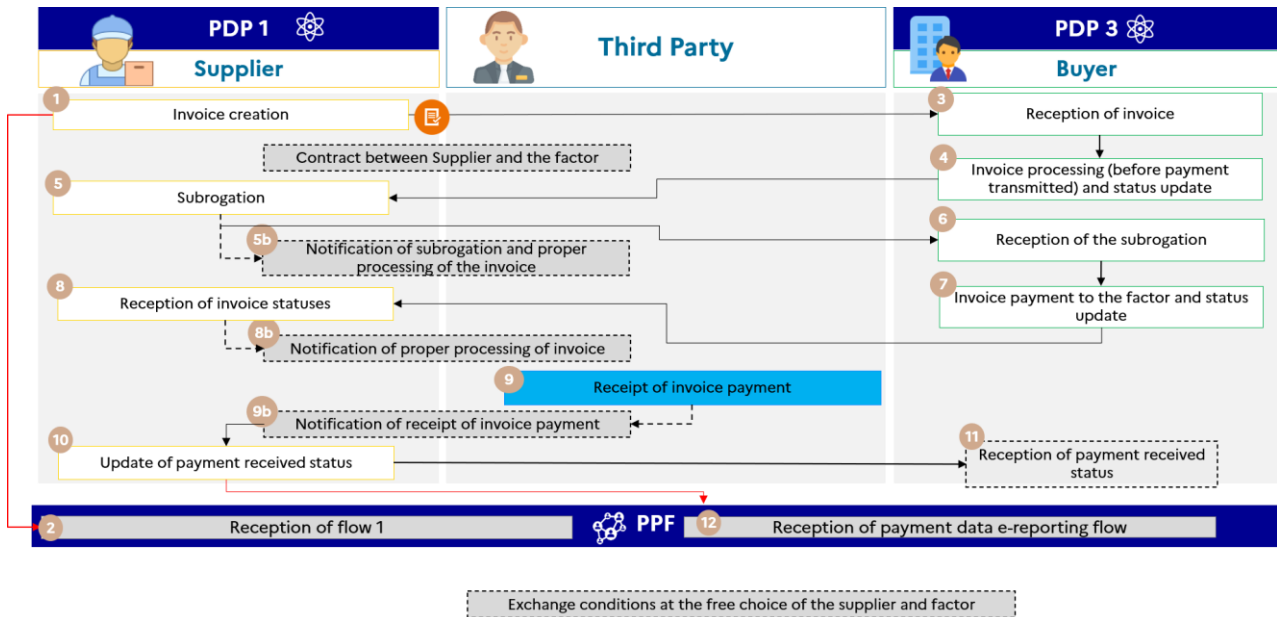 PDP 1
Third Party
PDP 3
Supplier
Buyer
1
Invoice creation
3
Reception of invoice
Contract between Supplier and the factor
4
Invoice processing (before payment
transmitted) and status update
5
Subrogation
6
Reception of the subrogation
5b
Notification of subrogation and proper
processing of the invoice
7
Invoice payment to the factor and status
update
8
Reception of invoice statuses
8b
Notification of proper processing of invoice
9
Receipt of invoice payment
9b
Notification of receipt of invoice payment
10
Update of payment received status
11
Reception of payment received
status
2
Reception of flow 1
PPF
12
Reception of payment data e-reporting flow
Exchange conditions at the free choice of the supplier and factor